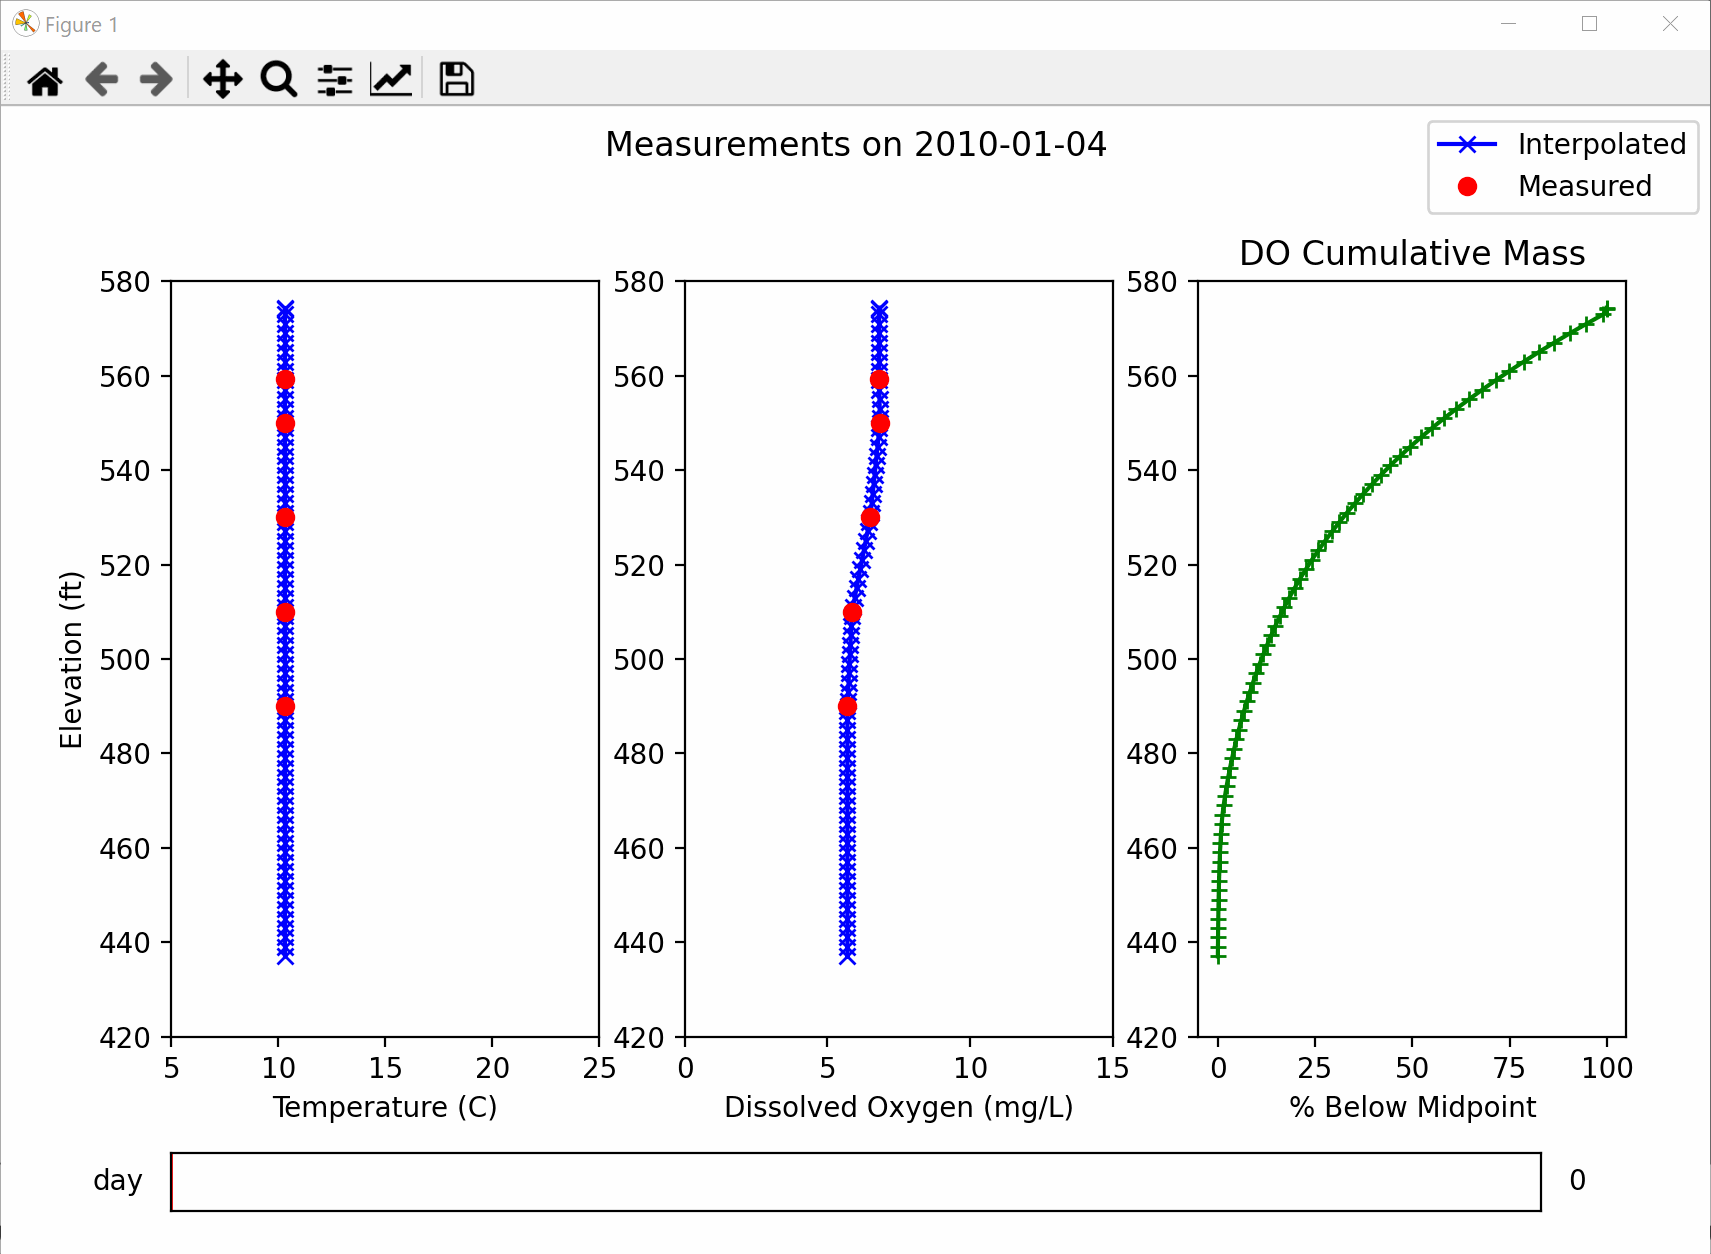 Figure 1
Measurements on 2010-01-04
Interpolated
Measured
DO Cumulative Mass
580
560
540
520
500
480
460
440
420
Elevation (ft)
5 10 15 20 25
Temperature (C)
580
560
540
520
500
480
460
440
420
0 5 10 15
Dissolved Oxygen (mg/L)
580
560
540
520
500
480
460
440
420
0 25 50 75 100
% Below Midpoint
day 0